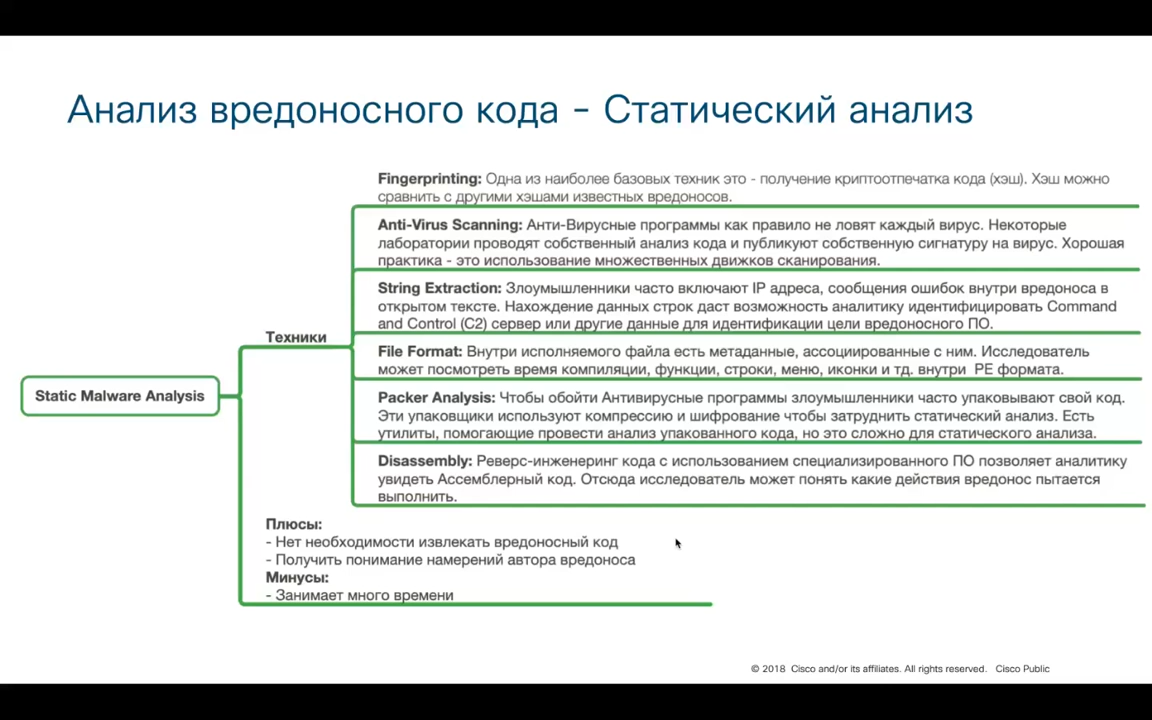 Анализ вредоносного кода - Статический анализ
Fingerprinting: Одна из наиболее базовых техник это - получение криптоотпечатка кода (хэш). Хэш можно
сравнить с другими хэшами известных вредоносов.
Anti-Virus Scanning: Анти-Вирусные программы как правило не ловят каждый вирус. Некоторые
лаборатории проводят собственный анализ кода и публикуют собственную сигнатуру на вирус. Хорошая
практика - это использование множественных движков сканирования.
String Extraction: Злоумышленники часто включают IP адреса, сообщения ошибок внутри вредоноса в
открытом тексте. Нахождение данных строк даст возможность аналитику идентифицировать Command
and Control (C2) сервер или другие данные для идентификации цели вредоносного ПО.
Техники
File Format: Внутри исполняемого файла есть метаданные, ассоциированные с ним. Исследователь
может посмотреть время компиляции, функции, строки, меню, иконки и тд. внутри PE формата.
Static Malware Analysis
Packer Analysis: Чтобы обойти Антивирусные программы злоумышленники часто упаковывают свой код.
Эти упаковщики используют компрессию и шифрование чтобы затруднить статический анализ. Есть
утилиты, помогающие провести анализ упакованного кода, но это сложно для статического анализа.
Disassembly: Реверс-инженеринг кода с использованием специализированного ПО позволяет аналитику
увидеть Ассемблерный код. Отсюда исследователь может понять какие действия вредонос пытается
выполнить.
Плюсы:
- Нет необходимости извлекать вредоносный код
- Получить понимание намерений автора вредоноса
Минусы:
- Занимает много времени
© 2018 Cisco and/or its affiliates. All rights reserved. Cisco Public